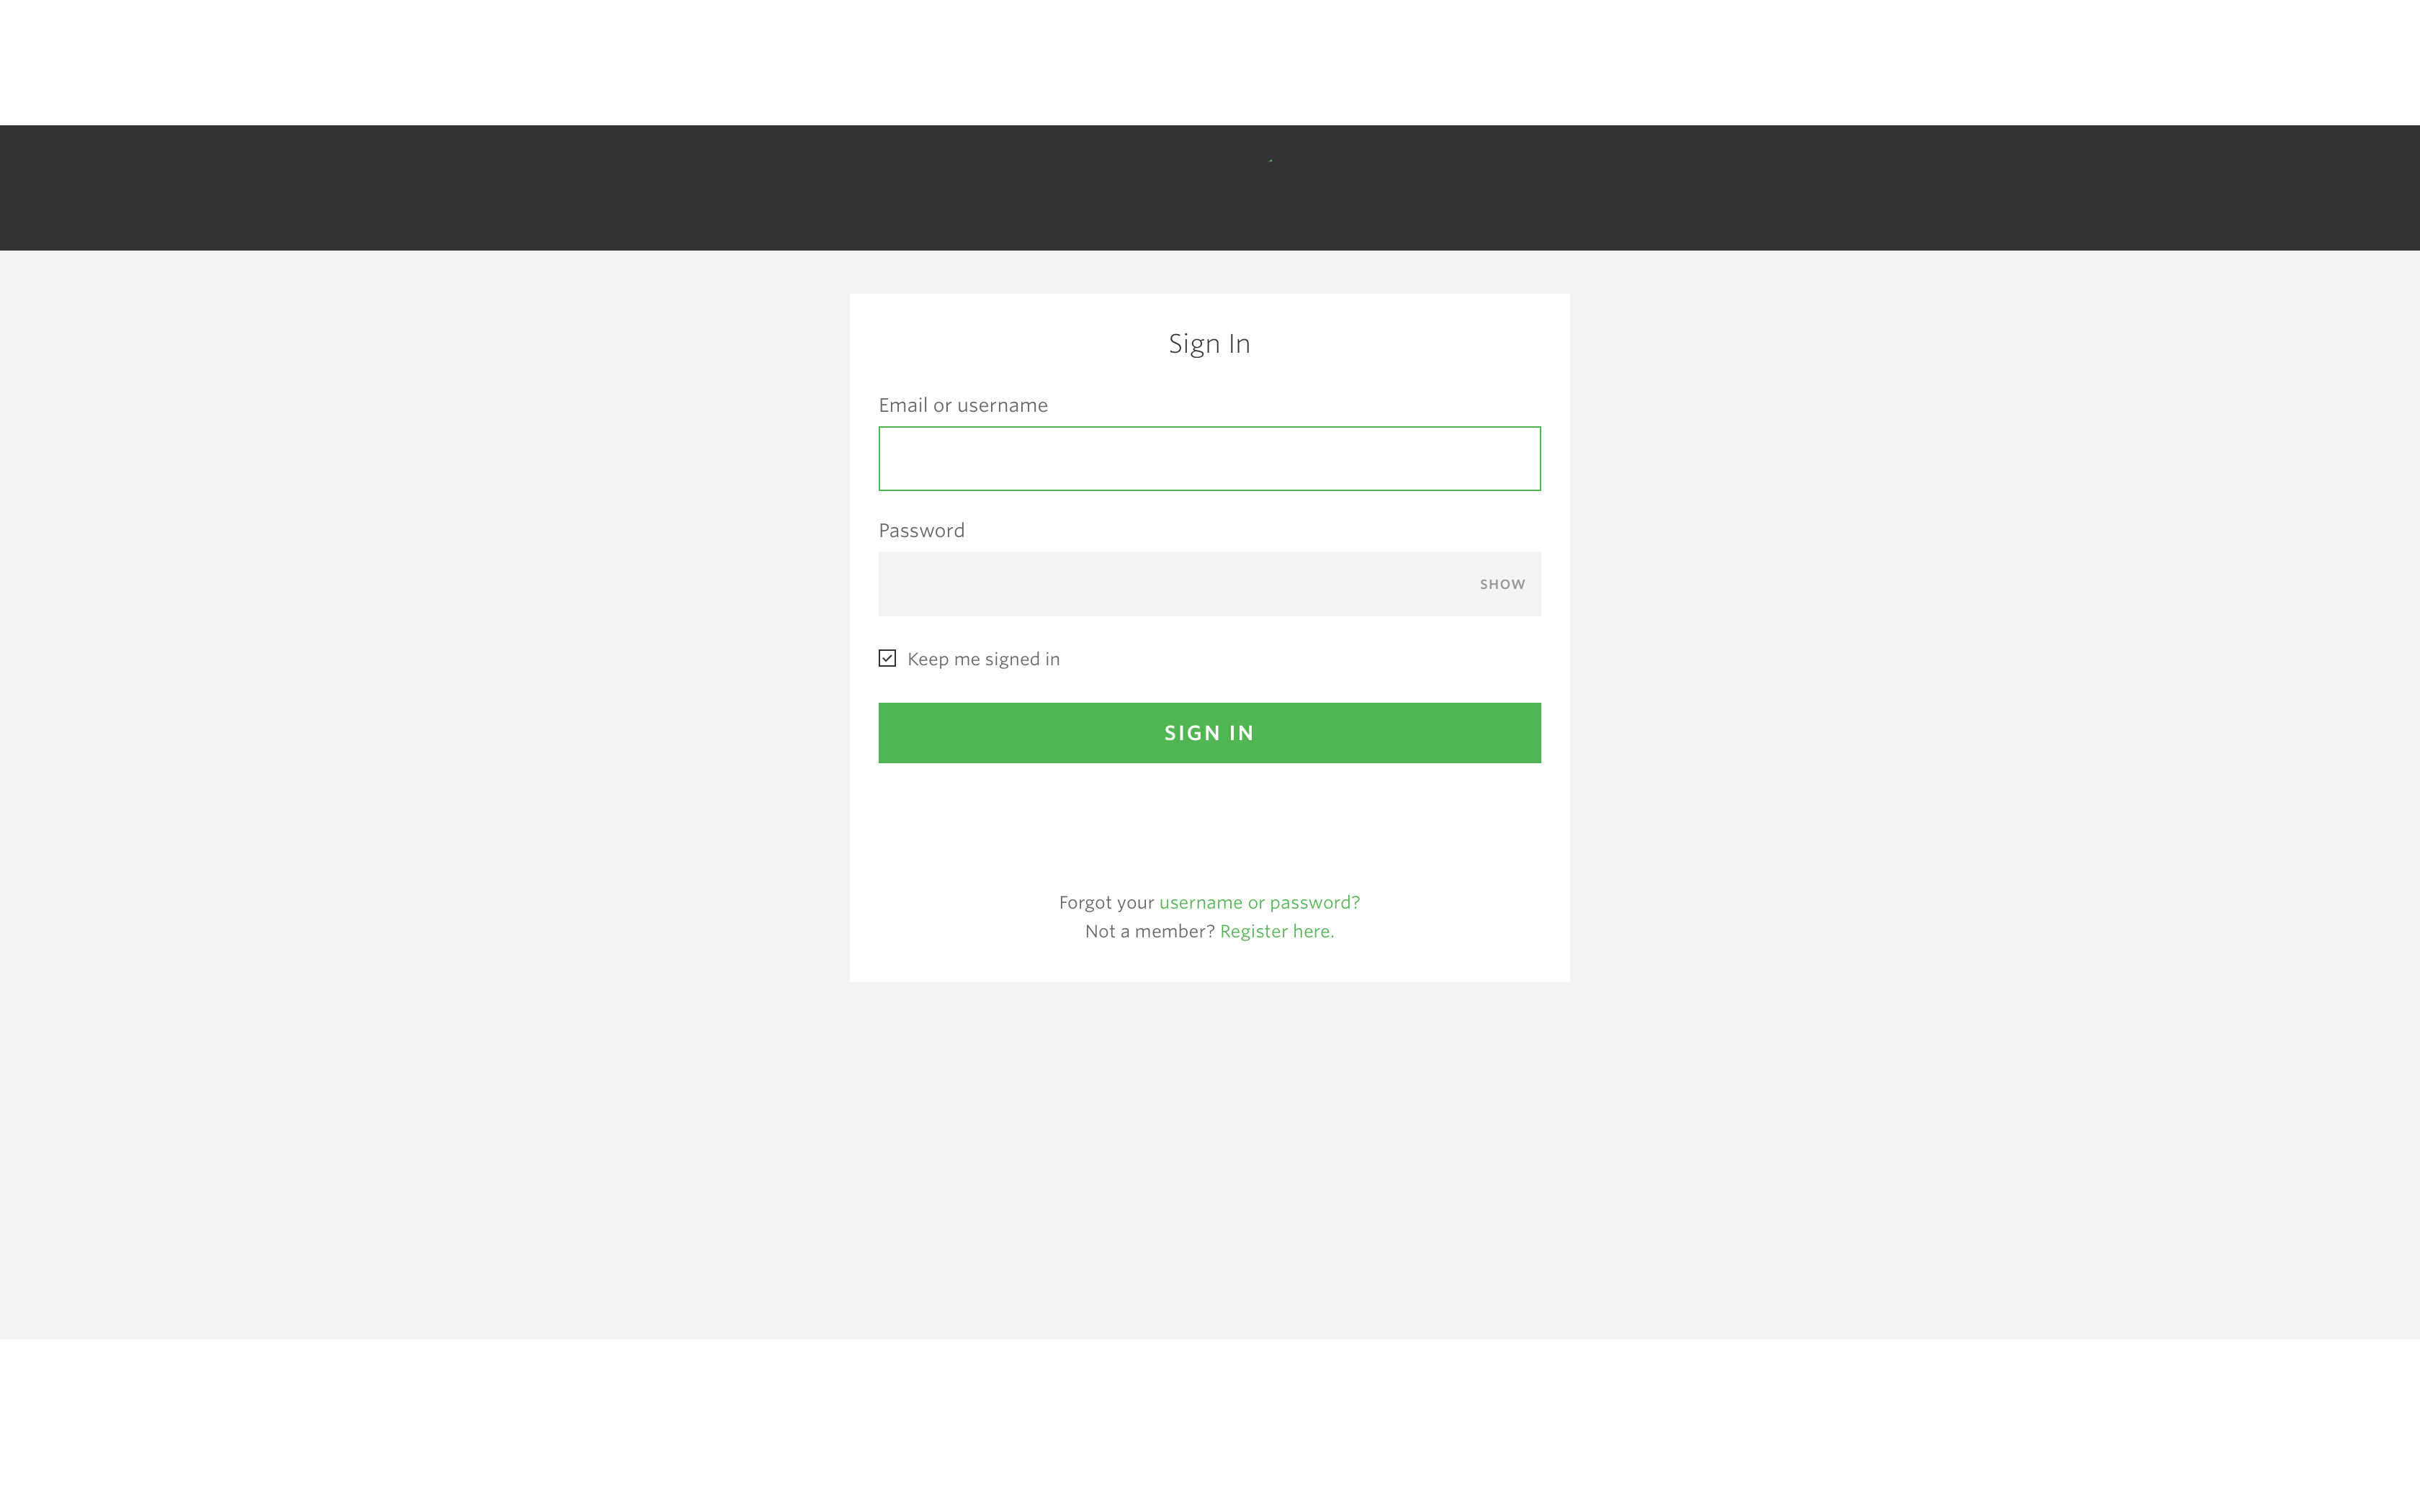 Sign In
Email or username
Password
SHOW
Keep me signed in
SIGN IN
Forgot your username or password?
Not a member? Register here.